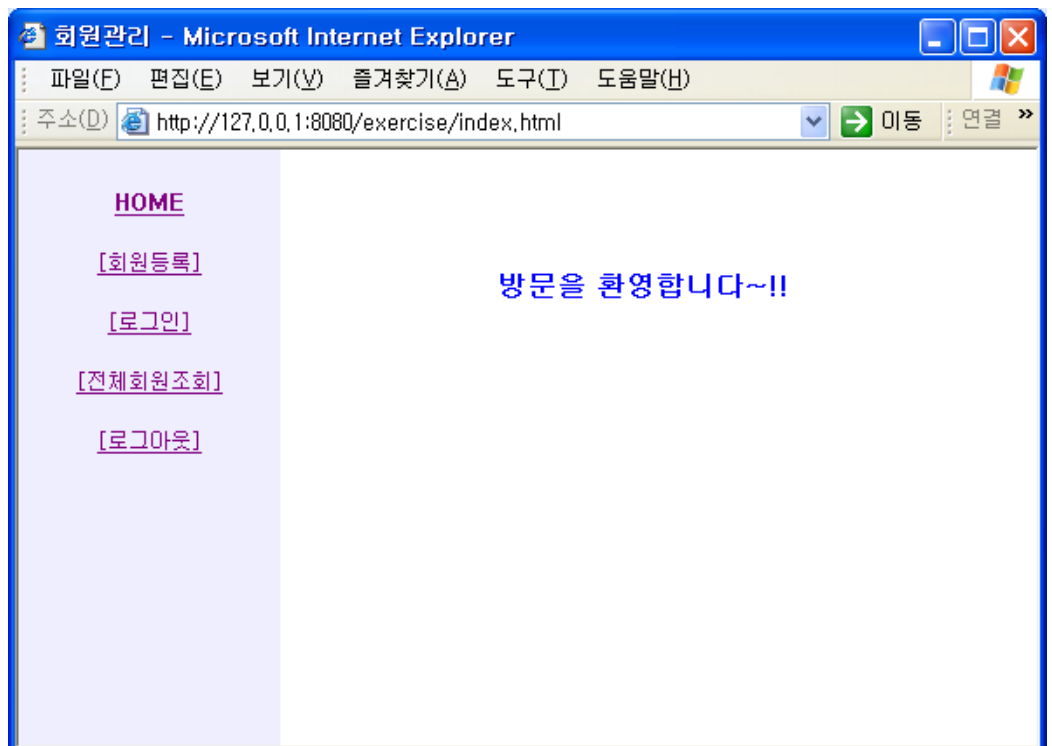 회원관리 - Microsoft Internet Explorer
파일(F) 편집(E) 보기(V) 즐겨찾기(A) 도구(T) 도움말(H)
주소(D) http://127.0.0.1:8080/exercise/index.html 이동 연결 »
HOME
[회원등록]
방문을 환영합니다~!!
[로그인]
[전체회원조회]
[로그아웃]